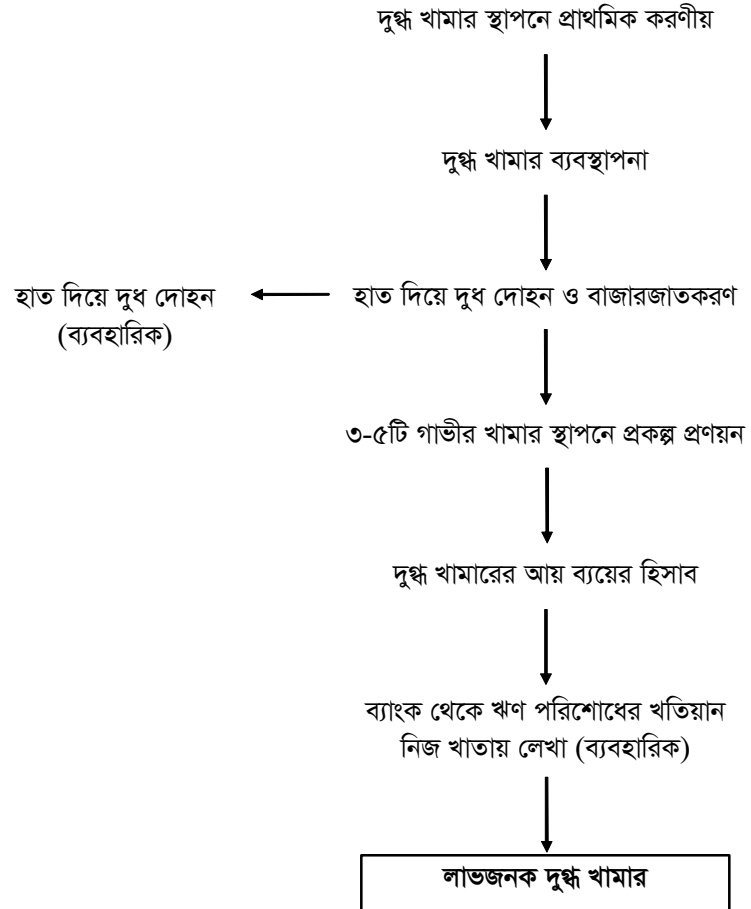 দুগ্ধ খামার স্থাপনে প্রাথমিক করণীয়
দুগ্ধ খামার ব্যবস্থাপনা
হাত দিয়ে দুধ দোহন
(ব্যবহারিক)
হাত দিয়ে দুধ দোহন ও বাজারজাতকরণ
৩-৫টি গাভীর খামার স্থাপনে প্রকল্প প্রণয়ন
দুগ্ধ খামারের আয় ব্যয়ের হিসাব
ব্যাংক থেকে ঋণ পরিশোধের খতিয়ান
নিজ খাতায় লেখা (ব্যবহারিক)
লাভজনক দুগ্ধ খামার